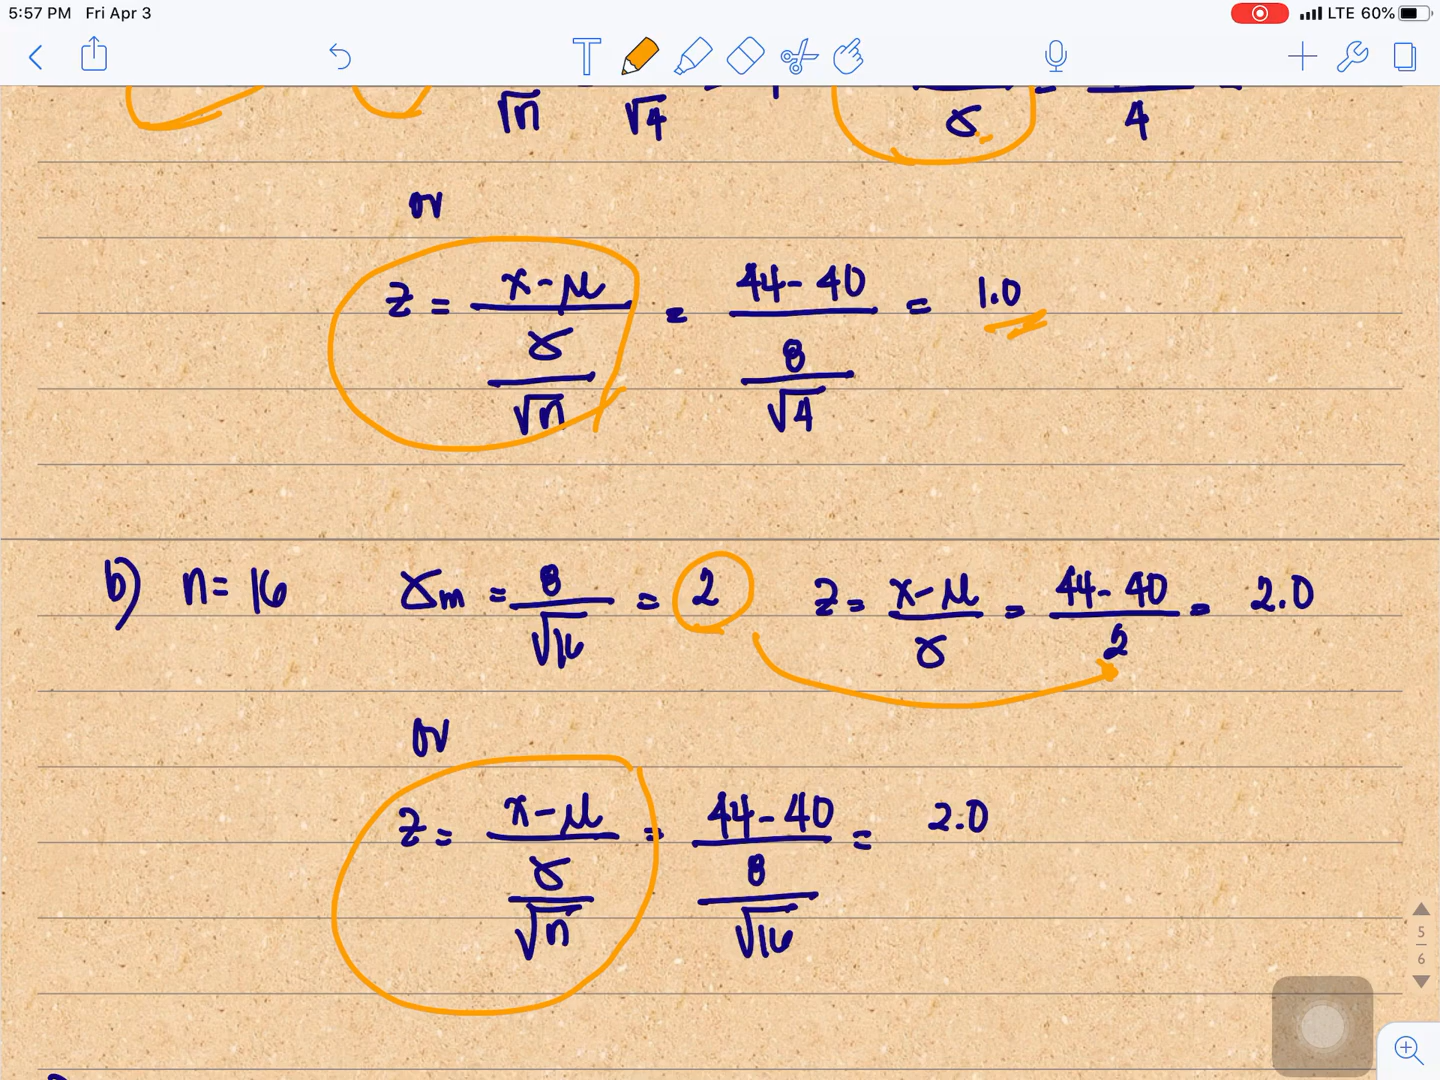 5:57 PM Fri Apr 3 LTE 60%
T
√n √4 σ 4
or
z = x-μ / σ/√n = 44-40 / 8/√4 = 1.0
b) n= 16 σm = 8/√16 = 2 z = x-μ/σ = 44-40/2 = 2.0
or
z = x-μ / σ/√n = 44-40 / 8/√16 = 2.0
5
6